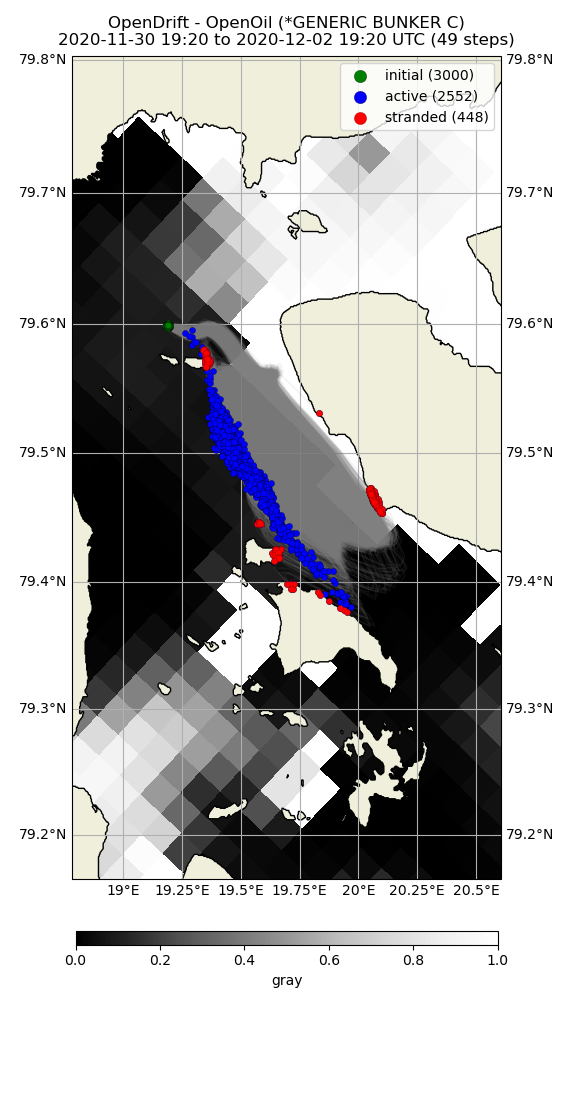 OpenDrift - OpenOil (*GENERIC BUNKER C)
2020-11-30 19:20 to 2020-12-02 19:20 UTC (49 steps)
79.8°N
79.8°N
initial (3000)
active (2552)
stranded (448)
79.7°N
79.7°N
79.6°N
79.6°N
79.5°N
79.5°N
79.4°N
79.4°N
79.3°N
79.3°N
79.2°N
79.2°N
19°E 19.25°E 19.5°E 19.75°E 20°E 20.25°E 20.5°E
0.0 0.2 0.4 0.6 0.8 1.0
gray